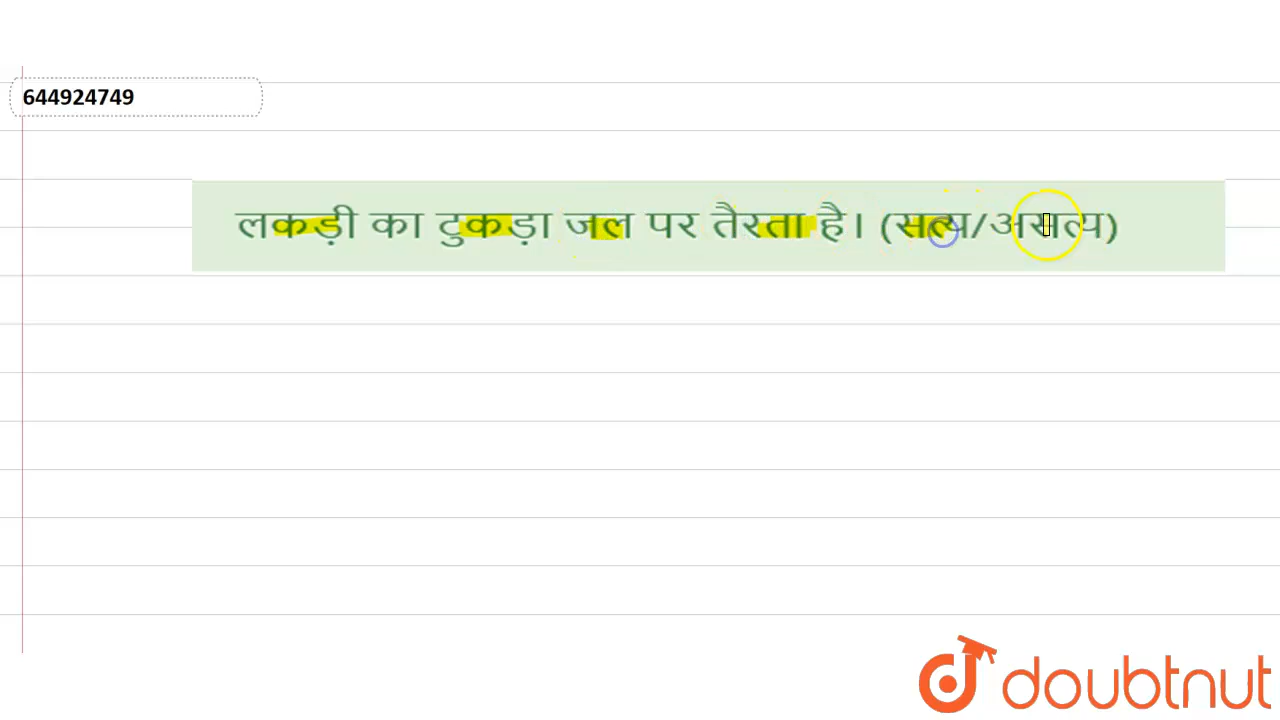 644924749
लकड़ी का टुकड़ा जल पर तैरता है। (सत्य/असत्य)
doubtnut